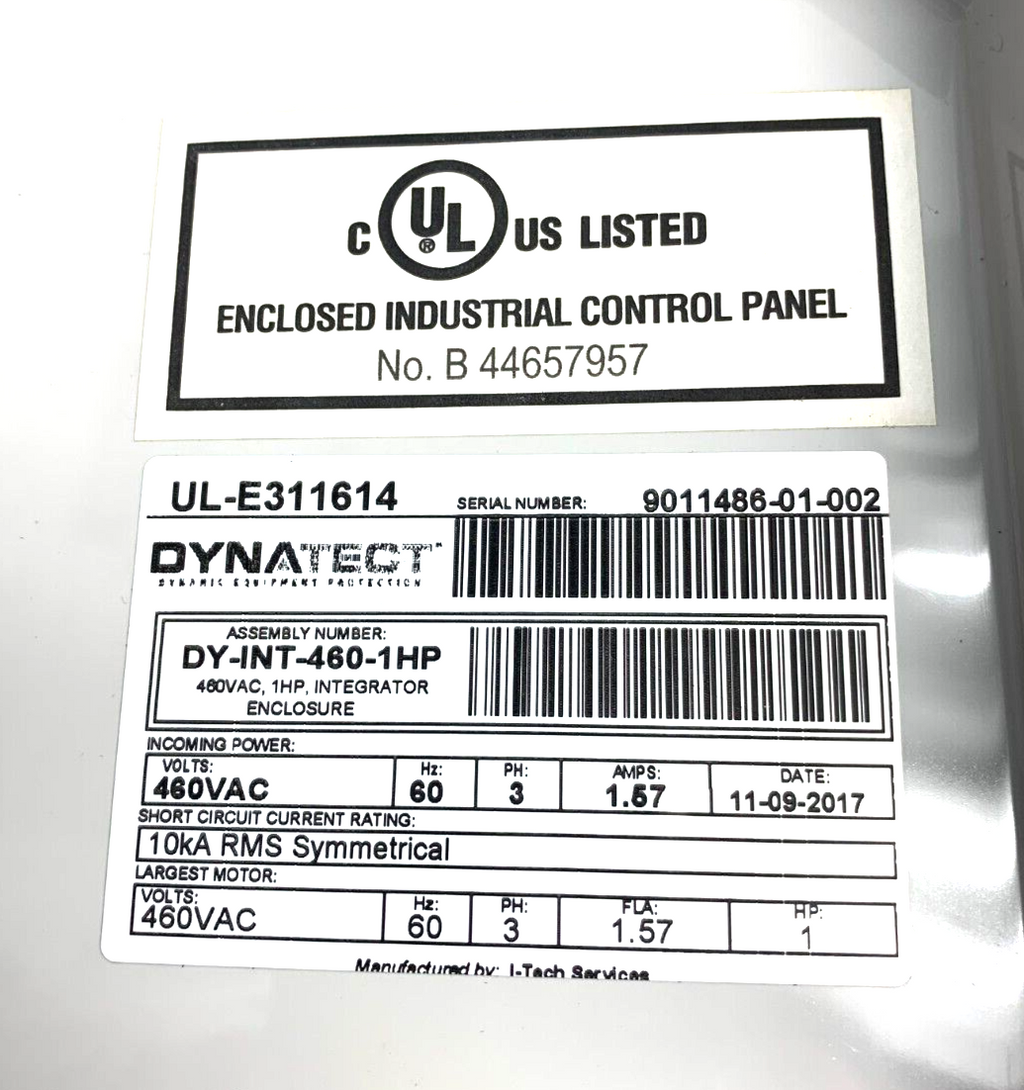 C UL® US LISTED
ENCLOSED INDUSTRIAL CONTROL PANEL
No. B 44657957
UL-E311614 SERIAL NUMBER: 9011486-01-002
DYNATECT™
DYNAMIC EQUIPMENT PROTECTION
ASSEMBLY NUMBER:
DY-INT-460-1HP
460VAC, 1HP, INTEGRATOR
ENCLOSURE
INCOMING POWER:
VOLTS: Hz: PH: AMPS: DATE:
460VAC 60 3 1.57 11-09-2017
SHORT CIRCUIT CURRENT RATING:
10kA RMS Symmetrical
LARGEST MOTOR:
VOLTS: Hz: PH: FLA: HP:
460VAC 60 3 1.57 1
Manufactured by: I-Tech Services